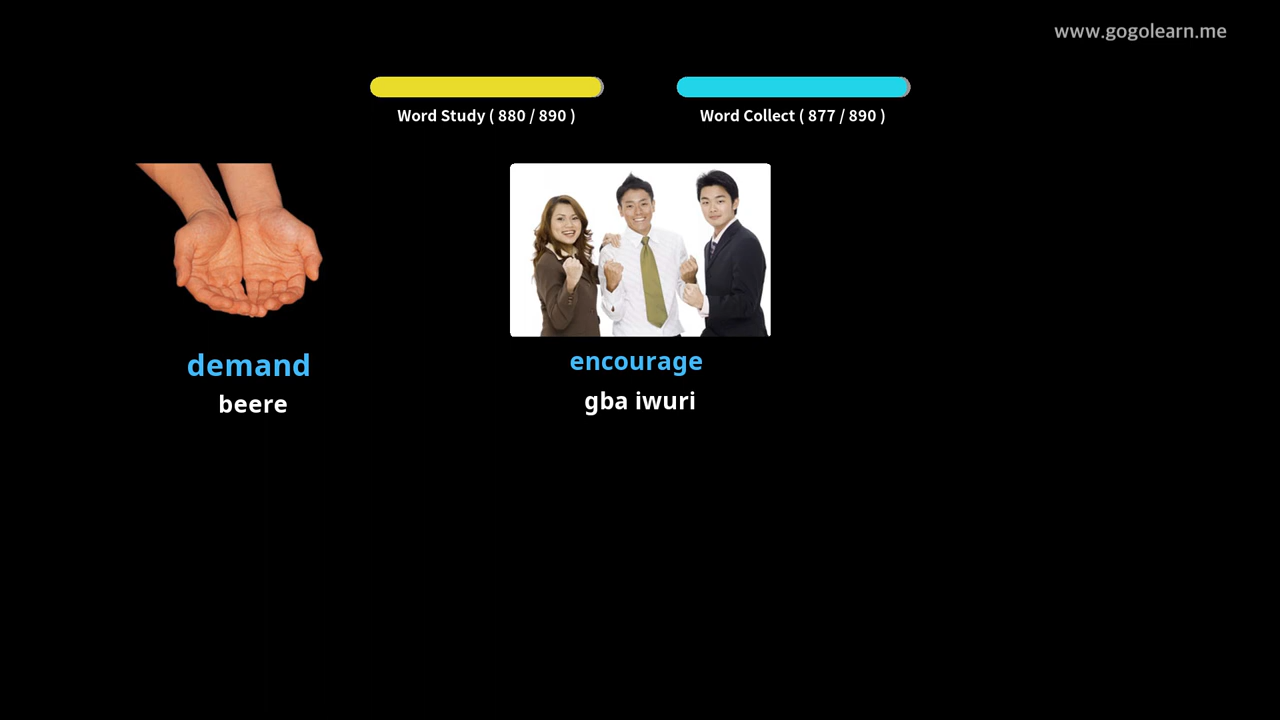 www.gogolearn.me
Word Study ( 880 / 890 )
Word Collect ( 877 / 890 )
demand
beere
encourage
gba iwuri